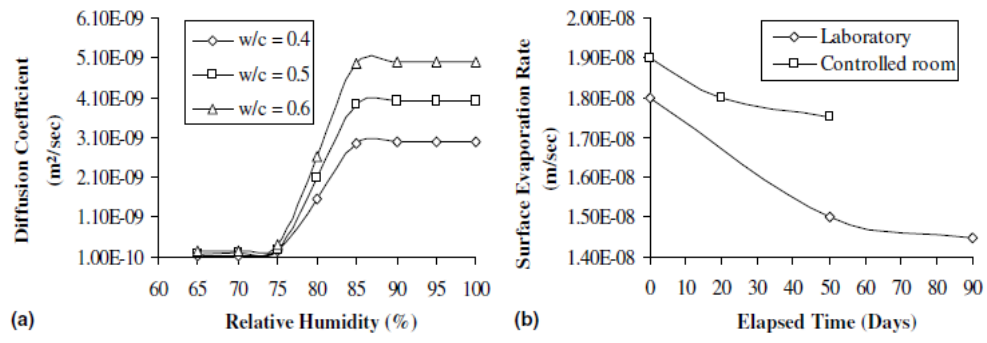 6.10E-09
5.10E-09
4.10E-09
3.10E-09
2.10E-09
1.10E-09
1.00E-10
Diffusion Coefficient
(m²/sec)
w/c = 0.4
w/c = 0.5
w/c = 0.6
60 65 70 75 80 85 90 95 100
(a)
Relative Humidity (%)
2.00E-08
1.90E-08
1.80E-08
1.70E-08
1.60E-08
1.50E-08
1.40E-08
Surface Evaporation Rate
(m/sec)
Laboratory
Controlled room
0 10 20 30 40 50 60 70 80 90
(b)
Elapsed Time (Days)